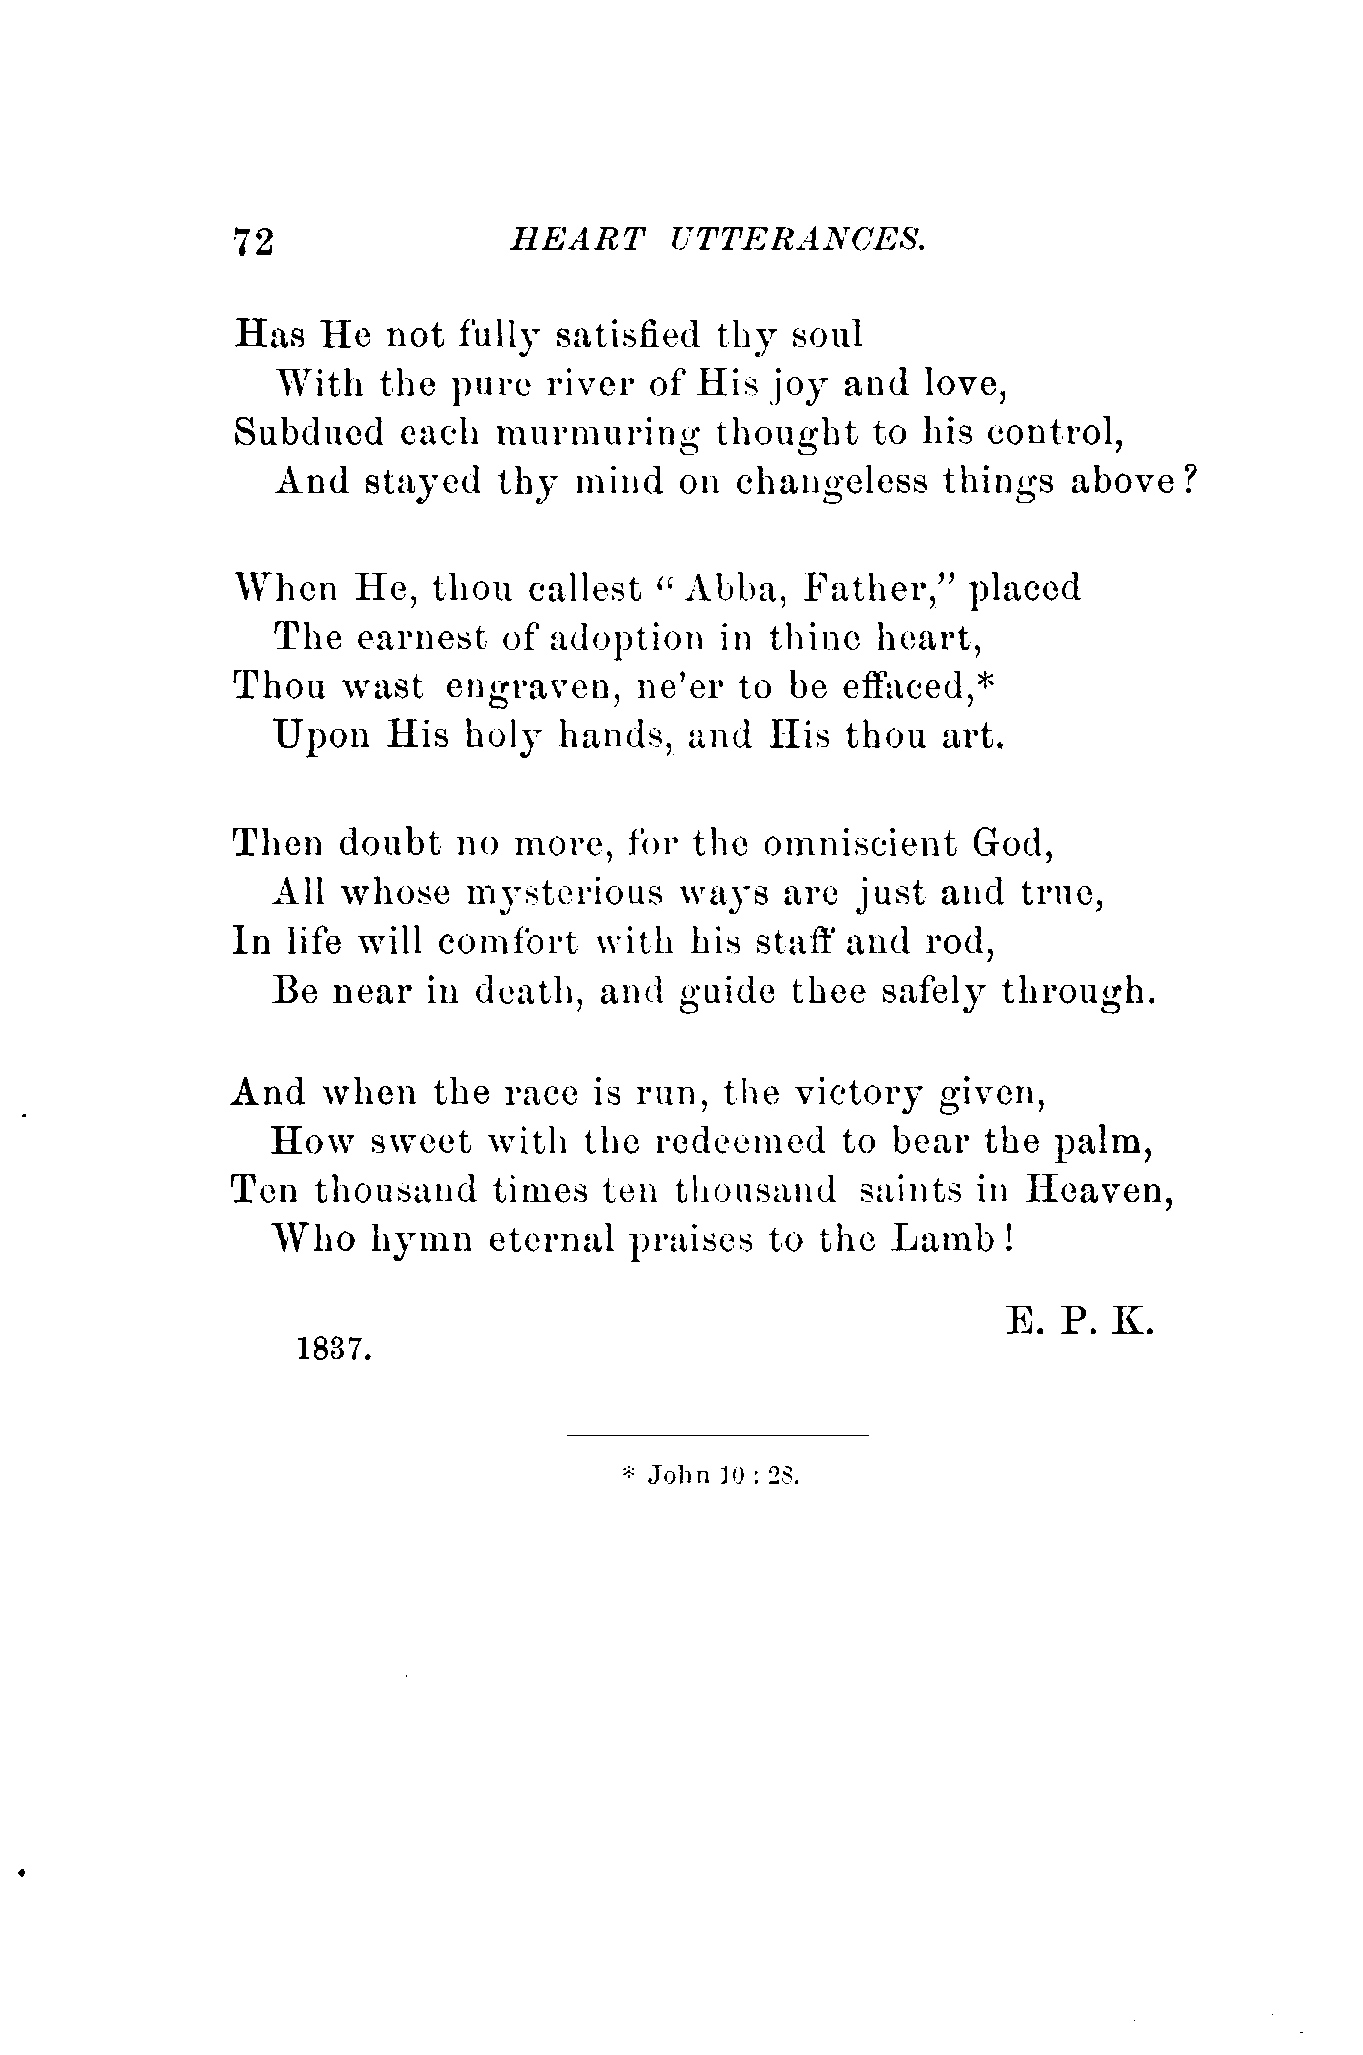 72 HEART UTTERANCES.
Has He not fully satisfied thy soul
With the pure river of His joy and love,
Subdued each murmuring thought to his control,
And stayed thy mind on changeless things above?
When He, thou callest “Abba, Father,” placed
The earnest of adoption in thine heart,
Thou wast engraven, ne'er to be effaced,*
Upon His holy hands, and His thou art.
Then doubt no more, for the omniscient God,
All whose mysterious ways are just and true,
In life will comfort with his staff and rod,
Be near in death, and guide thee safely through.
And when the race is run, the victory given,
How sweet with the redeemed to bear the palm,
Ten thousand times ten thousand saints in Heaven,
Who hymn eternal praises to the Lamb!
E. P. K.
1837.
* John 10 : 28.